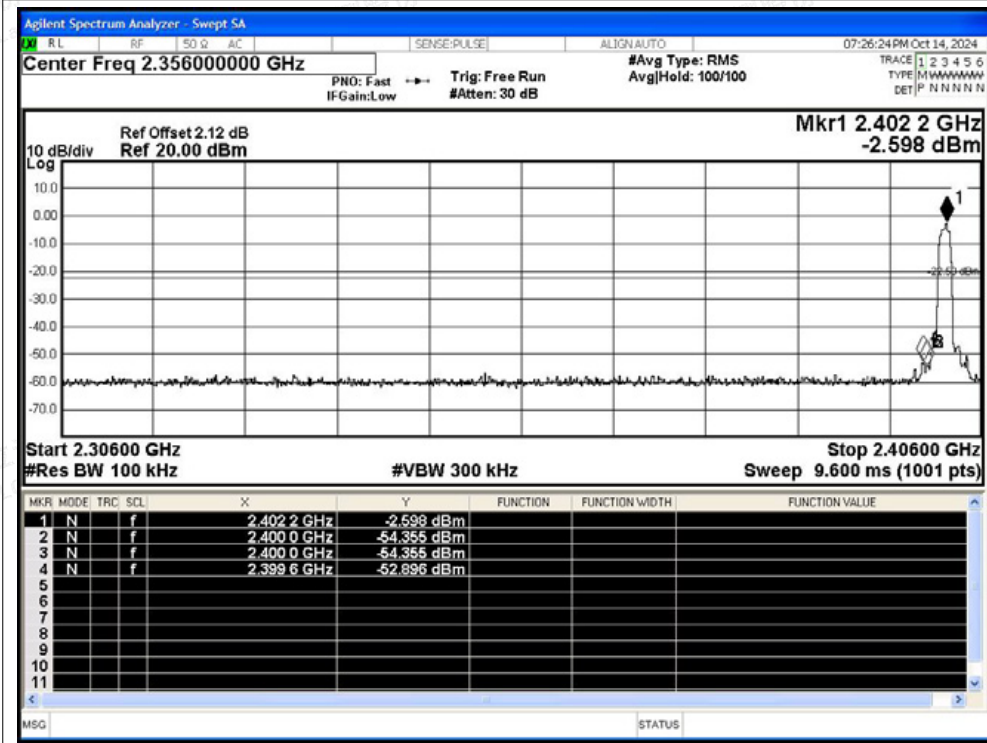 Agilent Spectrum Analyzer - Swept SA
LXI RL RF 50 Ω AC SENSE:PULSE ALIGN AUTO 07:26:24 PM Oct 14, 2024
Center Freq 2.356000000 GHz
PNO: Fast
IFGain:Low
Trig: Free Run
#Atten: 30 dB
#Avg Type: RMS
Avg|Hold: 100/100
TRACE 1 2 3 4 5 6
TYPE MWWWWW
DET P N N N N N
Mkr1 2.402 2 GHz
-2.598 dBm
Ref Offset 2.12 dB
10 dB/div Ref 20.00 dBm
Log
10.0
0.00
-10.0
-20.0
-30.0
-40.0
-50.0
-60.0
-70.0
1
-22.50 dBm
Start 2.30600 GHz Stop 2.40600 GHz
#Res BW 100 kHz #VBW 300 kHz Sweep 9.600 ms (1001 pts)
MKR MODE TRC SCL X Y FUNCTION FUNCTION WIDTH FUNCTION VALUE
1 N f 2.402 2 GHz -2.598 dBm
2 N f 2.400 0 GHz -54.355 dBm
3 N f 2.400 0 GHz -54.355 dBm
4 N f 2.399 6 GHz -52.896 dBm
5
6
7
8
9
10
11
MSG STATUS